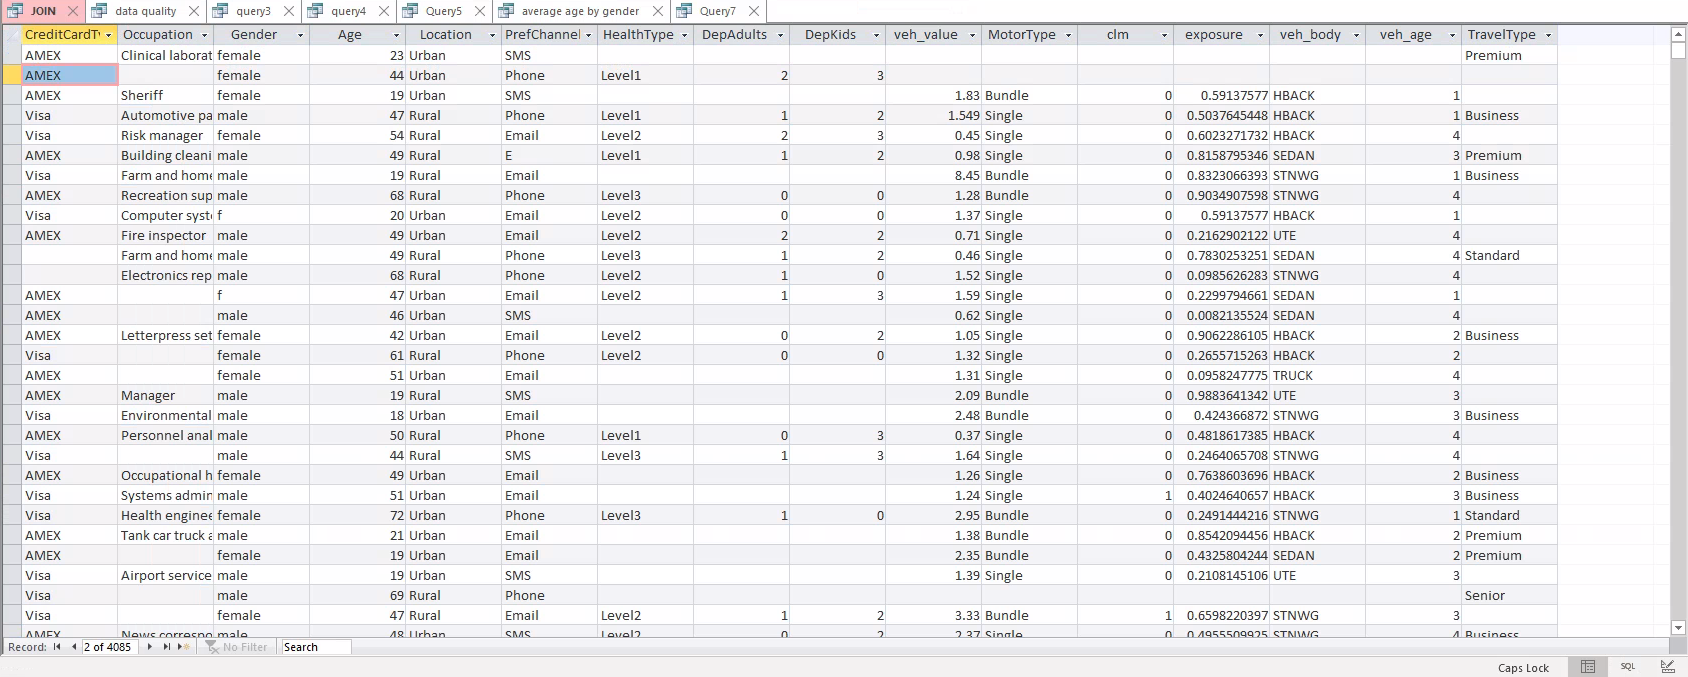 JOIN data quality query3 query4 Query5 average age by gender Query7
CreditCardTy Occupation Gender Age Location PrefChannel HealthType DepAdults DepKids veh_value MotorType clm exposure veh_body veh_age TravelType
AMEX Clinical laborat female 23 Urban SMS Premium
AMEX female 44 Urban Phone Level1 2 3
AMEX Sheriff female 19 Urban SMS 1.83 Bundle 0 0.59137577 HBACK 1
Visa Automotive pa male 47 Rural Phone Level1 1 2 1.549 Single 0 0.5037645448 HBACK 1 Business
Visa Risk manager female 54 Rural Email Level2 2 3 0.45 Single 0 0.6023271732 HBACK 4
AMEX Building cleani male 49 Rural E Level1 1 2 0.98 Single 0 0.8158795346 SEDAN 3 Premium
Visa Farm and home male 19 Rural Email 8.45 Bundle 0 0.8323066393 STNWG 1 Business
AMEX Recreation sup male 68 Rural Phone Level3 0 0 1.28 Bundle 0 0.9034907598 STNWG 4
Visa Computer syst f 20 Urban Email Level2 0 0 1.37 Single 0 0.59137577 HBACK 1
AMEX Fire inspector male 49 Urban Email Level2 2 2 0.71 Single 0 0.2162902122 UTE 4
Farm and home male 49 Rural Phone Level3 1 2 0.46 Single 0 0.7830253251 SEDAN 4 Standard
Electronics rep male 68 Rural Phone Level2 1 0 1.52 Single 0 0.0985626283 STNWG 4
AMEX f 47 Urban Email Level2 1 3 1.59 Single 0 0.2299794661 SEDAN 1
AMEX male 46 Urban SMS 0.62 Single 0 0.0082135524 SEDAN 4
AMEX Letterpress set female 42 Urban Email Level2 0 2 1.05 Single 0 0.9062286105 HBACK 2 Business
Visa female 61 Rural Phone Level2 0 0 1.32 Single 0 0.2655715263 HBACK 2
AMEX female 51 Urban Email 1.31 Single 0 0.0958247775 TRUCK 4
AMEX Manager male 19 Rural SMS 2.09 Bundle 0 0.9883641342 UTE 3
Visa Environmental male 18 Urban Email 2.48 Bundle 0 0.424366872 STNWG 3 Business
AMEX Personnel anal male 50 Rural Phone Level1 0 3 0.37 Single 0 0.4818617385 HBACK 4
Visa male 44 Rural SMS Level3 1 3 1.64 Single 0 0.2464065708 STNWG 4
AMEX Occupational h female 49 Urban Email 1.26 Single 0 0.7638603696 HBACK 2 Business
Visa Systems admin male 51 Urban Email 1.24 Single 1 0.4024640657 HBACK 3 Business
Visa Health enginee female 72 Urban Phone Level3 1 0 2.95 Bundle 0 0.2491444216 STNWG 1 Standard
AMEX Tank car truck a male 21 Urban Email 1.38 Bundle 0 0.8542094456 HBACK 2 Premium
AMEX female 19 Urban Email 2.35 Bundle 0 0.4325804244 SEDAN 2 Premium
Visa Airport service male 19 Urban SMS 1.39 Single 0 0.2108145106 UTE 3
Visa male 69 Rural Phone Senior
Visa female 47 Rural Email Level2 1 2 3.33 Bundle 1 0.6598220397 STNWG 3
AMEX News correspo male 48 Urban SMS Level2 0 2 2.37 Single 0 0.4955509925 STNWG 4 Business
Record: 2 of 4085 No Filter Search
Caps Lock SQL